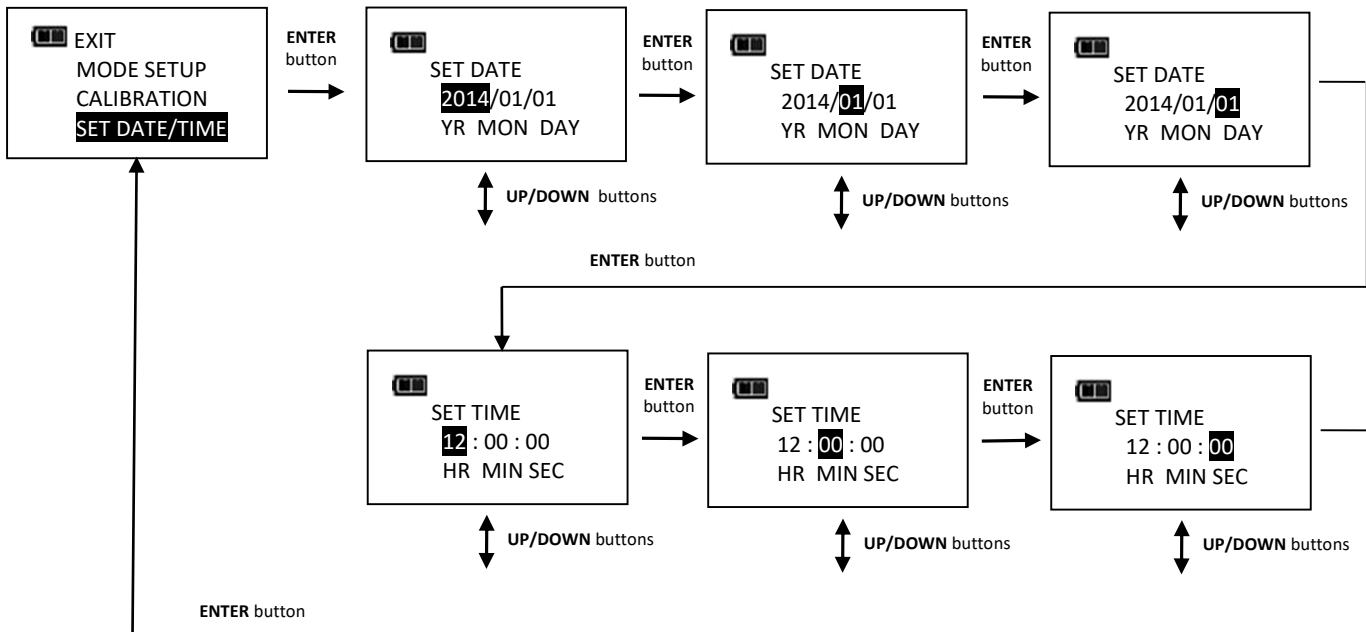 EXIT
MODE SETUP
CALIBRATION
SET DATE/TIME
ENTER
button
SET DATE
2014/01/01
YR MON DAY
UP/DOWN buttons
ENTER
button
SET DATE
2014/01/01
YR MON DAY
UP/DOWN buttons
ENTER
button
SET DATE
2014/01/01
YR MON DAY
UP/DOWN buttons
ENTER button
SET TIME
12 : 00 : 00
HR MIN SEC
UP/DOWN buttons
ENTER
button
SET TIME
12 : 00 : 00
HR MIN SEC
UP/DOWN buttons
ENTER
button
SET TIME
12 : 00 : 00
HR MIN SEC
UP/DOWN buttons
ENTER button